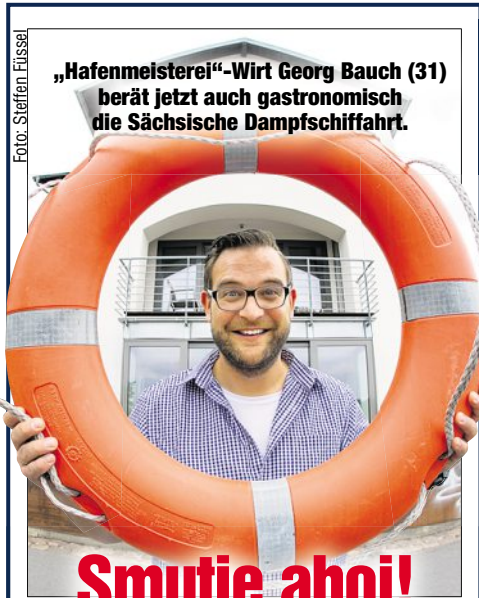 Foto: Steffen Füssel
„Hafenmeisterei“-Wirt Georg Bauch (31)
berät jetzt auch gastronomisch
die Sächsische Dampfschiffahrt.
Smutje ahoi!